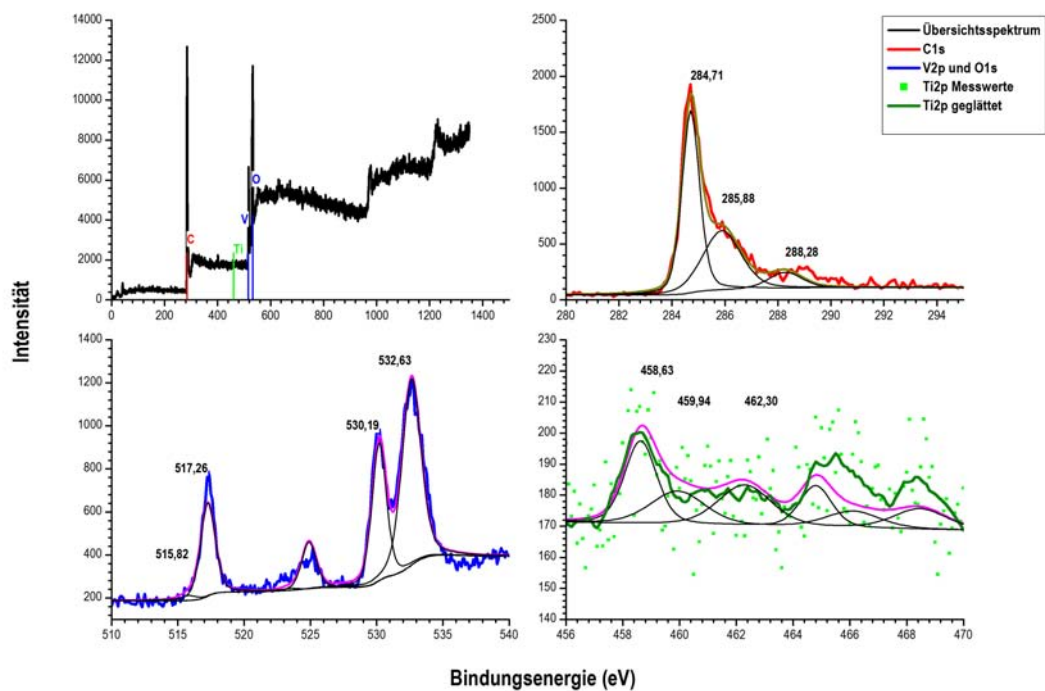 14000
12000
10000
8000
6000
4000
2000
0
C
Ti
V
O
0 200 400 600 800 1000 1200 1400
2500
2000
1500
1000
500
0
284,71
285,88
288,28
280 282 284 286 288 290 292 294
Übersichtsspektrum
C1s
V2p und O1s
Ti2p Messwerte
Ti2p geglättet
Intensität
1400
1200
1000
800
600
400
200
515,82
517,26
530,19
532,63
510 515 520 525 530 535 540
230
220
210
200
190
180
170
160
150
140
458,63
459,94
462,30
456 458 460 462 464 466 468 470
Bindungsenergie (eV)